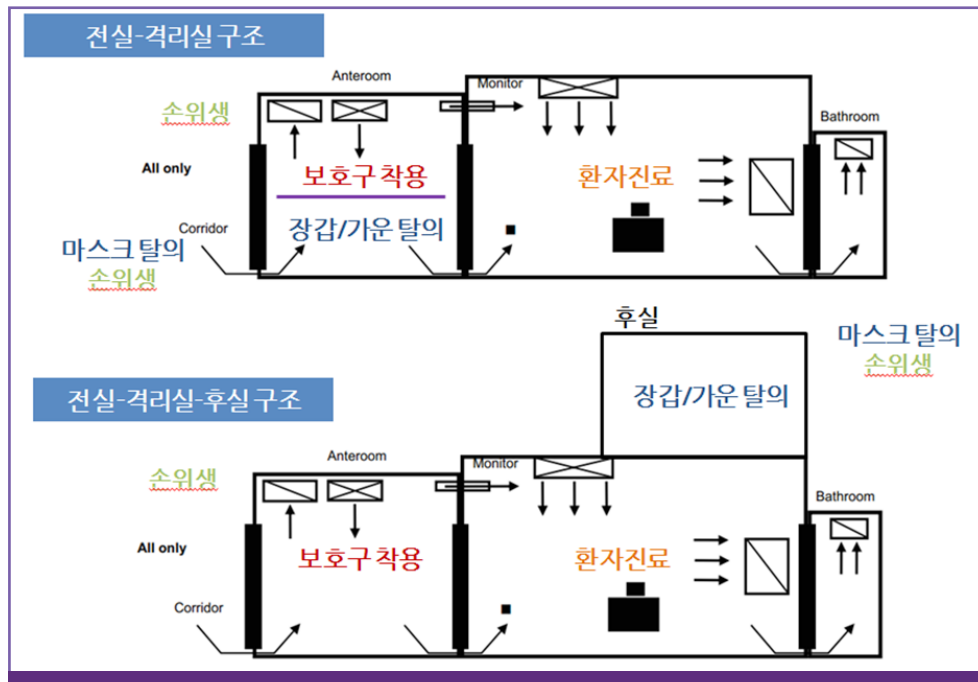 전실-격리실 구조
Anteroom
Monitor
손위생
Bathroom
All only
보호구 착용
환자진료
Corridor
장갑/가운 탈의
마스크 탈의
손위생
후실
마스크 탈의
손위생
전실-격리실-후실 구조
장갑/가운 탈의
Anteroom
Monitor
손위생
Bathroom
All only
보호구 착용
환자진료
Corridor